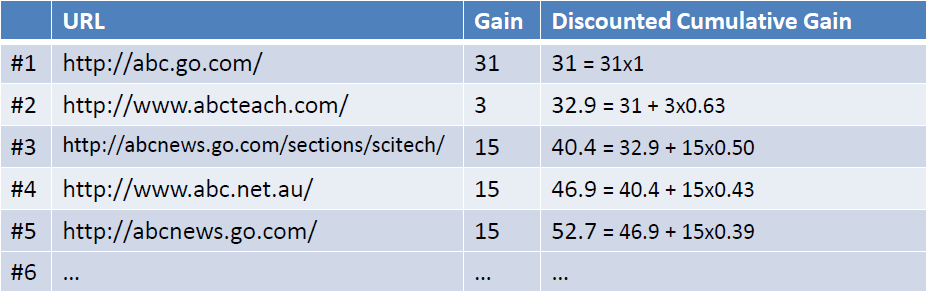 URL Gain Discounted Cumulative Gain
#1 http://abc.go.com/ 31 31 = 31x1
#2 http://www.abcteach.com/ 3 32.9 = 31 + 3x0.63
#3 http://abcnews.go.com/sections/scitech/ 15 40.4 = 32.9 + 15x0.50
#4 http://www.abc.net.au/ 15 46.9 = 40.4 + 15x0.43
#5 http://abcnews.go.com/ 15 52.7 = 46.9 + 15x0.39
#6 ... ... ...